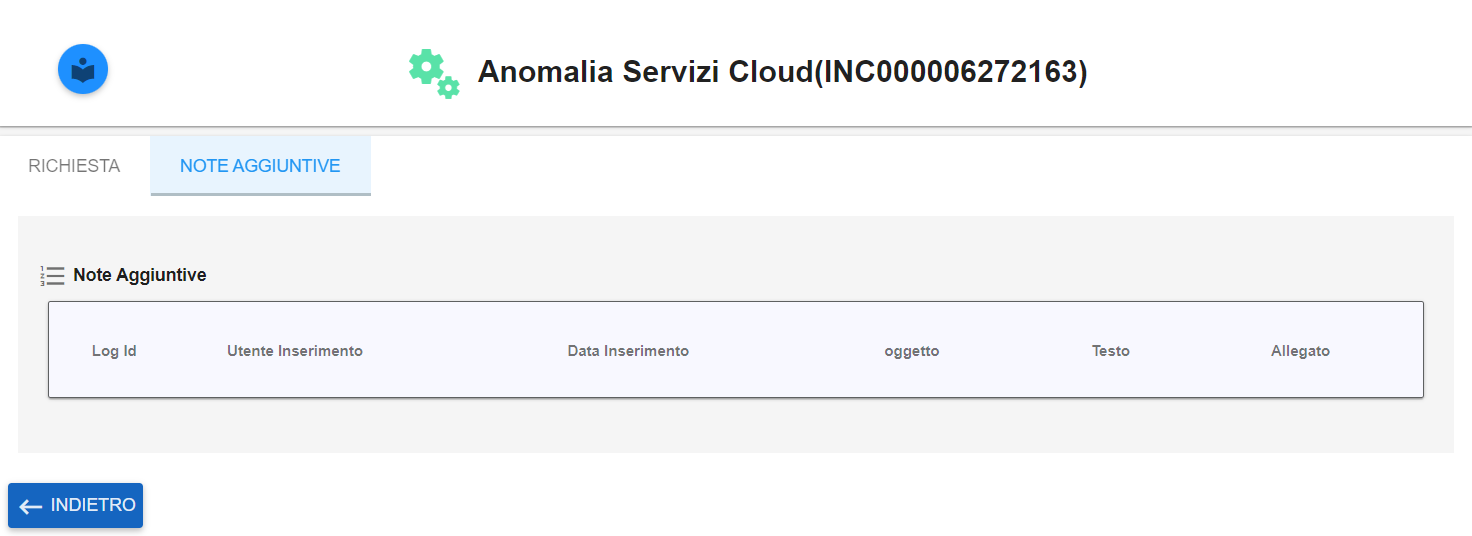 Anomalia Servizi Cloud(INC000006272163)
RICHIESTA NOTE AGGIUNTIVE
Note Aggiuntive
Log Id Utente Inserimento Data Inserimento oggetto Testo Allegato
INDIETRO